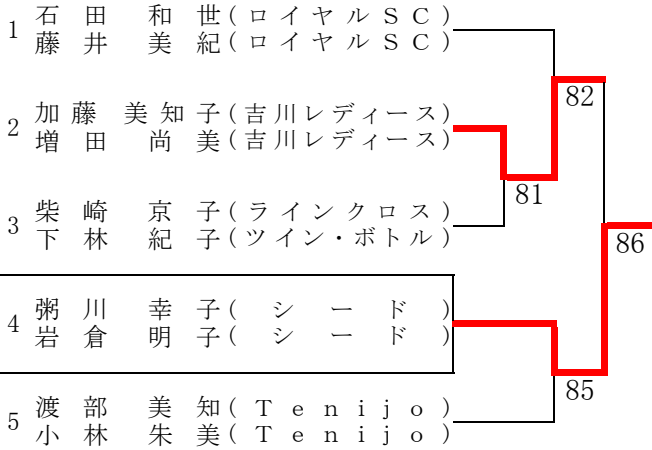 1 石田 和世(ロイヤルSC)
藤井 美紀(ロイヤルSC)
82
2 加藤 美知子(吉川レディース)
増田 尚美(吉川レディース)
81
3 柴崎 京子(ラインクロス)
下林 紀子(ツイン・ボトル)
86
4 粥川 幸子(シード)
岩倉 明子(シード)
85
5 渡部 美知(Tenijo)
小林 朱美(Tenijo)